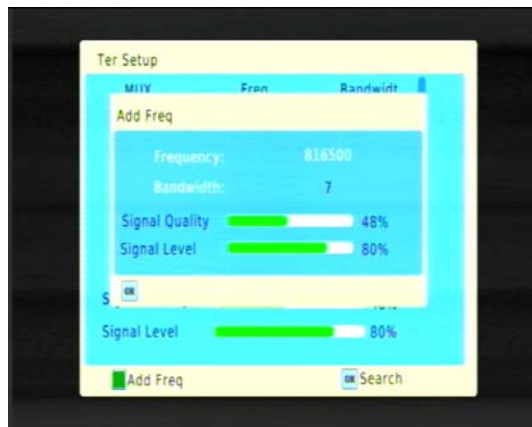 Ter Setup
MUX Freq Bandwidt
Add Freq
Frequency: 816500
Bandwidth: 7
Signal Quality 48%
Signal Level 80%
OK
S
Signal Level 80%
Add Freq OK Search